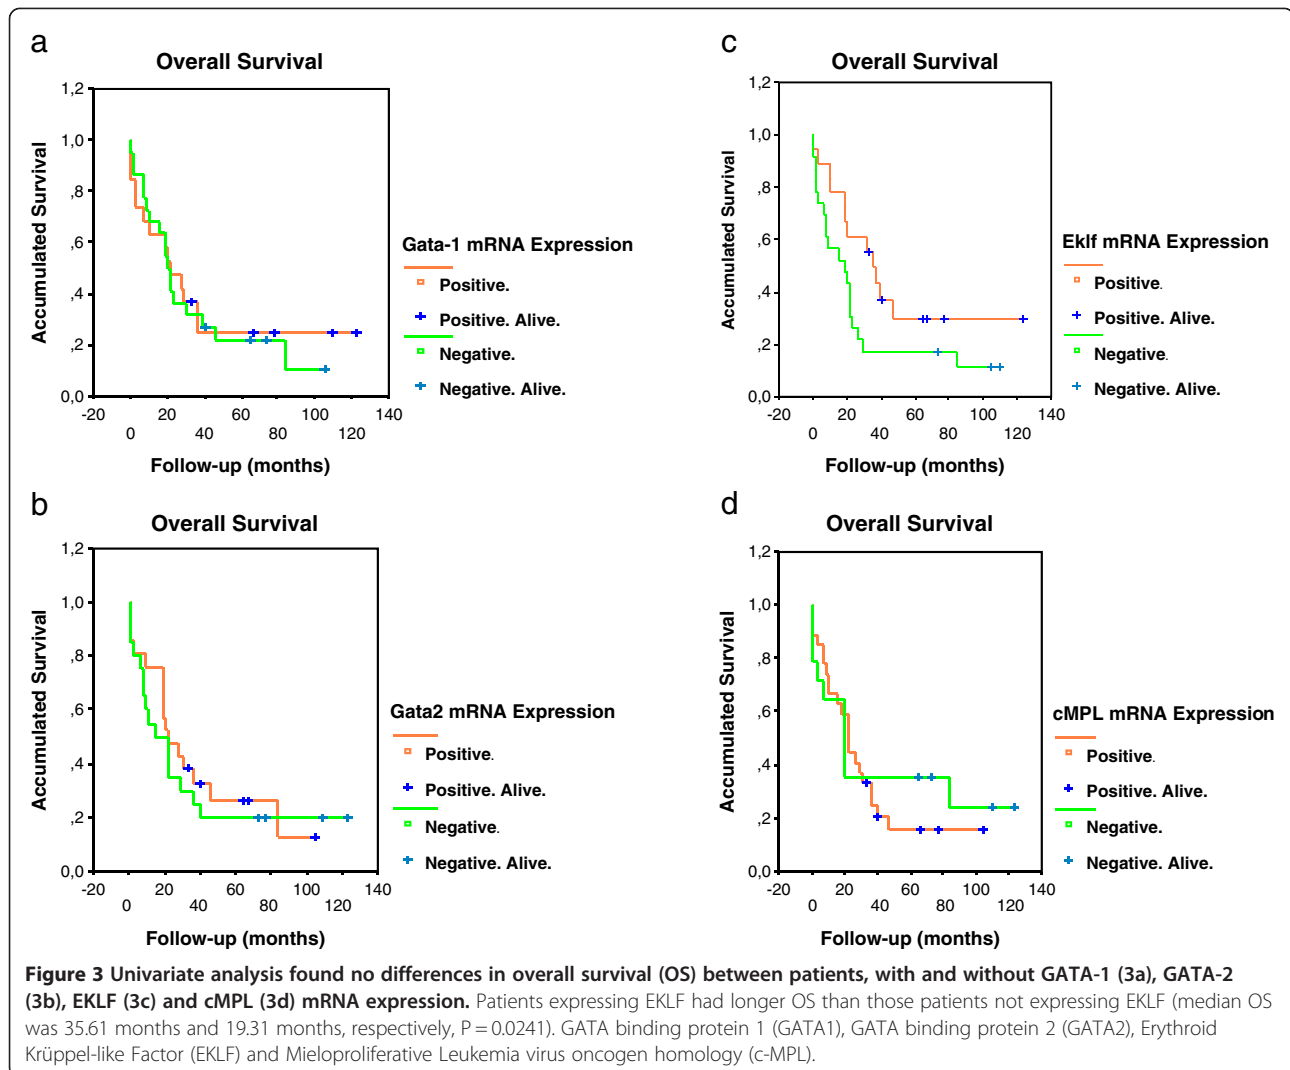 a
Overall Survival
1,2
1,0
,8
,6
,4
,2
0,0
Accumulated Survival
-20 20 60 100 140
0 40 80 120
Follow-up (months)
Gata-1 mRNA Expression
Positive.
Positive. Alive.
Negative.
Negative. Alive.
c
Overall Survival
1,2
1,0
,8
,6
,4
,2
0,0
Accumulated Survival
-20 20 60 100 140
0 40 80 120
Follow-up (months)
Eklf mRNA Expression
Positive.
Positive. Alive.
Negative.
Negative. Alive.
b
Overall Survival
1,2
1,0
,8
,6
,4
,2
0,0
Accumulated Survival
-20 20 60 100 140
0 40 80 120
Follow-up (months)
Gata2 mRNA Expression
Positive.
Positive. Alive.
Negative.
Negative. Alive.
d
Overall Survival
1,2
1,0
,8
,6
,4
,2
0,0
Accumulated Survival
-20 20 60 100 140
0 40 80 120
Follow-up (months)
cMPL mRNA Expression
Positive.
Positive. Alive.
Negative.
Negative. Alive.
Figure 3 Univariate analysis found no differences in overall survival (OS) between patients, with and without GATA-1 (3a), GATA-2
(3b), EKLF (3c) and cMPL (3d) mRNA expression. Patients expressing EKLF had longer OS than those patients not expressing EKLF (median OS
was 35.61 months and 19.31 months, respectively, P = 0.0241). GATA binding protein 1 (GATA1), GATA binding protein 2 (GATA2), Erythroid
Krüppel-like Factor (EKLF) and Mieloproliferative Leukemia virus oncogen homology (c-MPL).